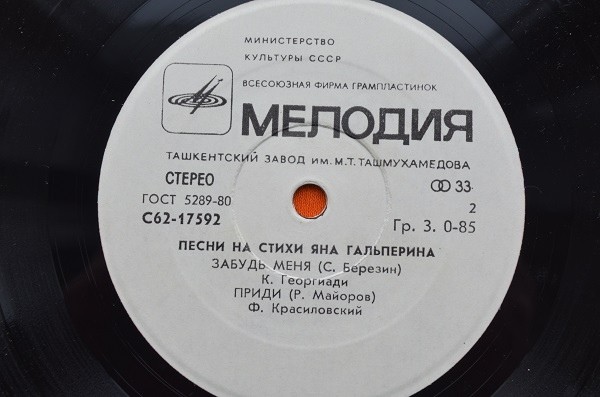 МИНИСТЕРСТВО
КУЛЬТУРЫ СССР
ВСЕСОЮЗНАЯ ФИРМА ГРАМПЛАСТИНОК
МЕЛОДИЯ
ТАШКЕНТСКИЙ ЗАВОД ИМ. М.Т. ТАШМУХАМЕДОВА
СТЕРЕО 33
ГОСТ 5289-80 2
С62-17592 Гр. 3. 0-85
ПЕСНИ НА СТИХИ ЯНА ГАЛЬПЕРИНА
ЗАБУДЬ МЕНЯ (С. Березин)
К. Георгиади
ПРИДИ (Р. Майоров)
Ф. Красиловский